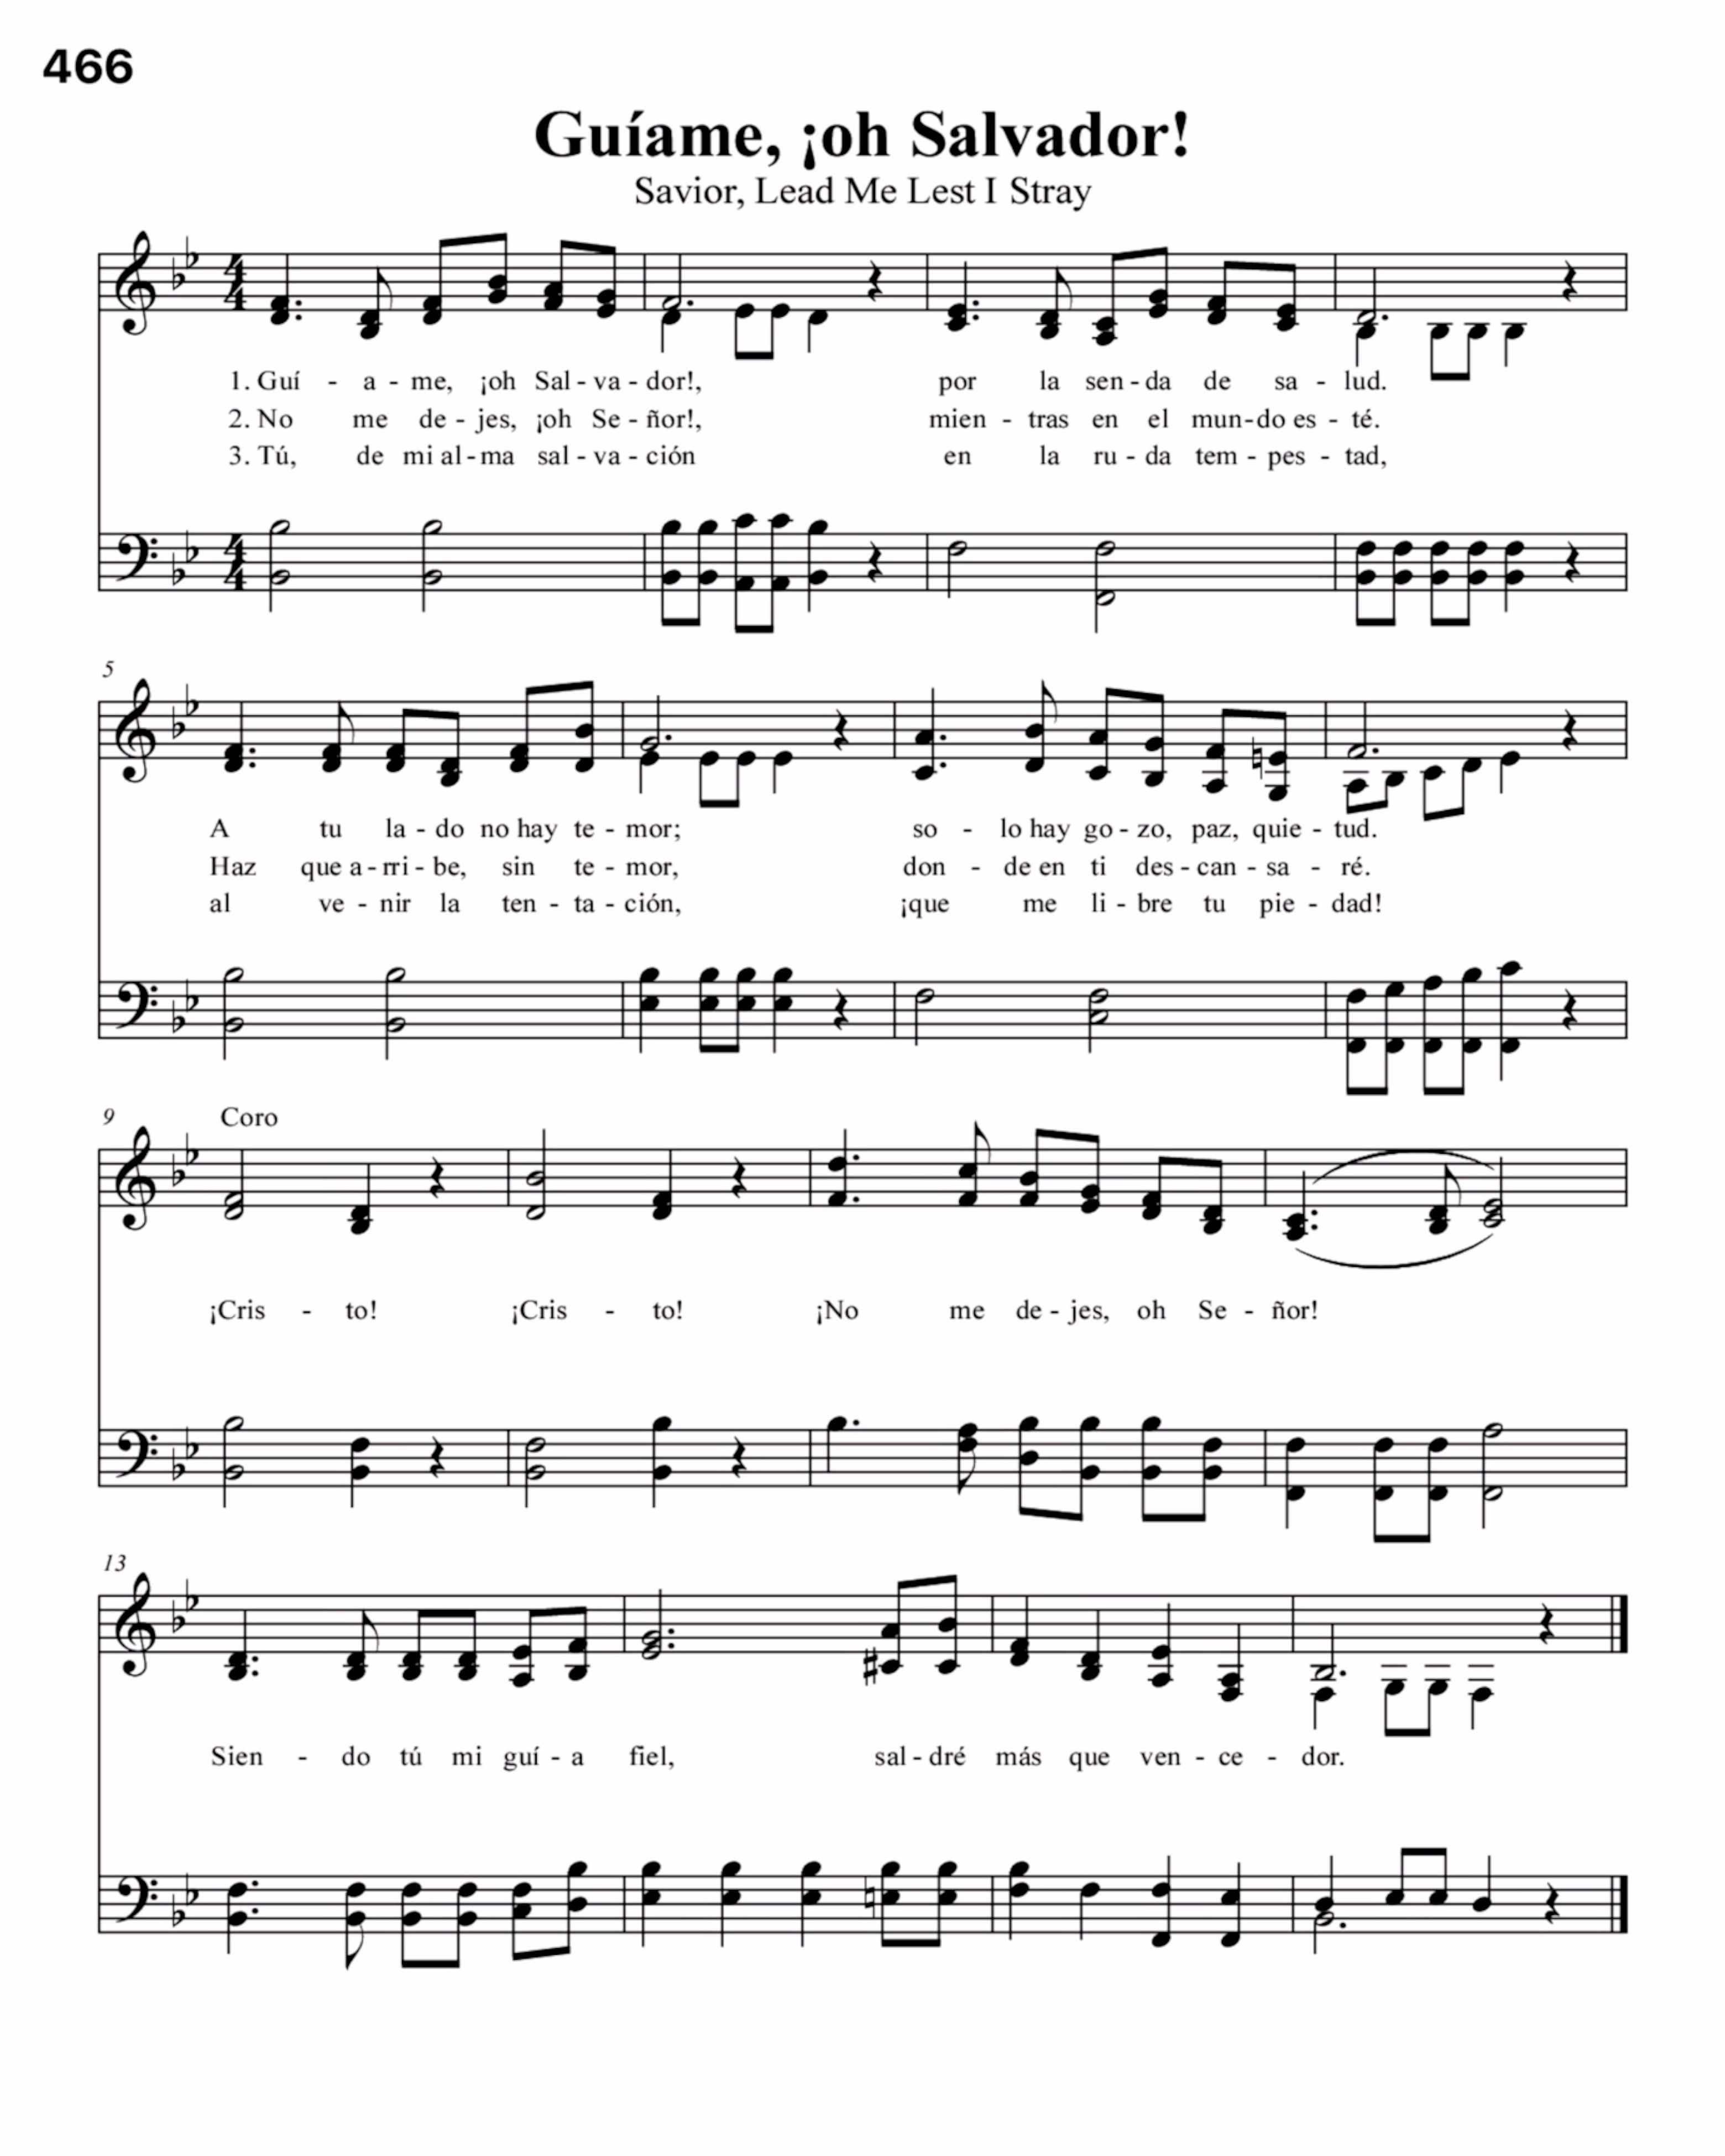 466
Guíame, ¡oh Salvador!
Savior, Lead Me Lest I Stray
1. Guí - a - me, ¡oh Sal - va - dor!, por la sen - da de sa - lud.
2. No me de - jes, ¡oh Se - ñor!, mien - tras en el mun - do es - té.
3. Tú, de mi al - ma sal - va - ción en la ru - da tem - pes - tad,
5
A tu la - do no hay te - mor; so - lo hay go - zo, paz, quie - tud.
Haz que a - rri - be, sin te - mor, don - de en ti des - can - sa - ré.
al ve - nir la ten - ta - ción, ¡que me li - bre tu pie - dad!
9 Coro
¡Cris - to! ¡Cris - to! ¡No me de - jes, oh Se - ñor!
13
Sien - do tú mi guí - a fiel, sal - dré más que ven - ce - dor.